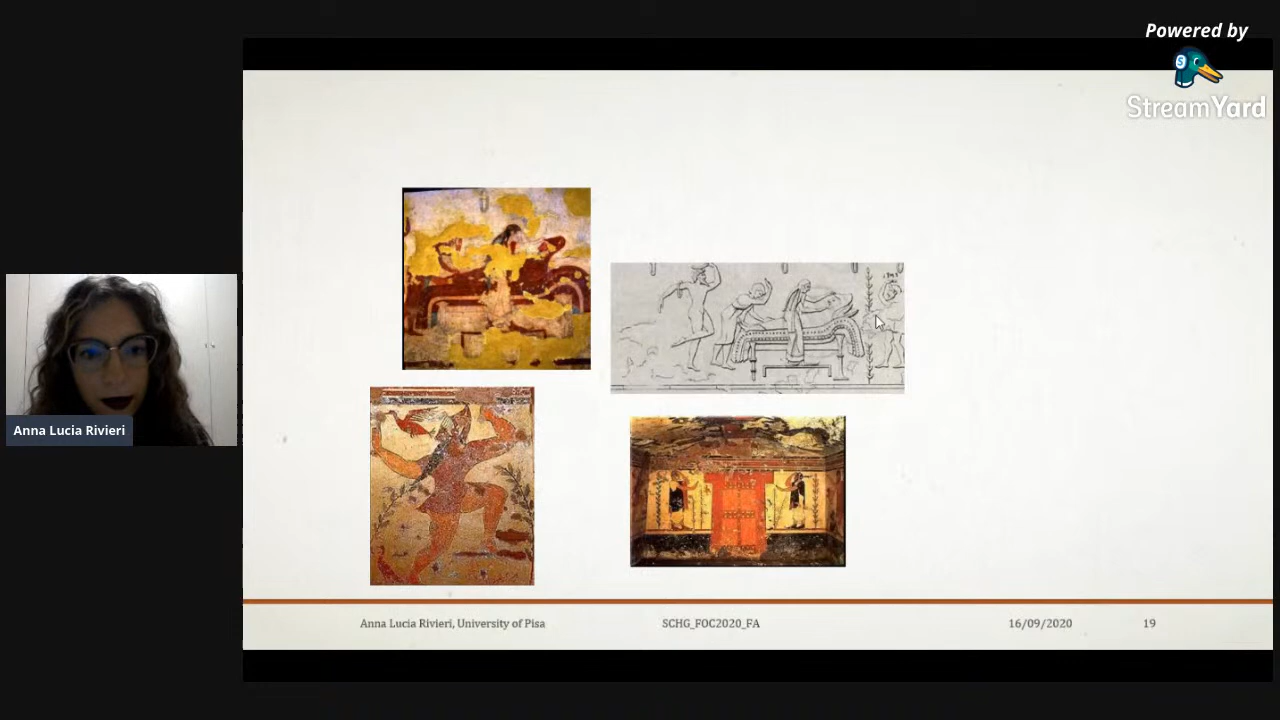 Powered by
StreamYard
Anna Lucia Rivieri
Anna Lucia Rivieri, University of Pisa
SCHG_FOC2020_FA
16/09/2020
19